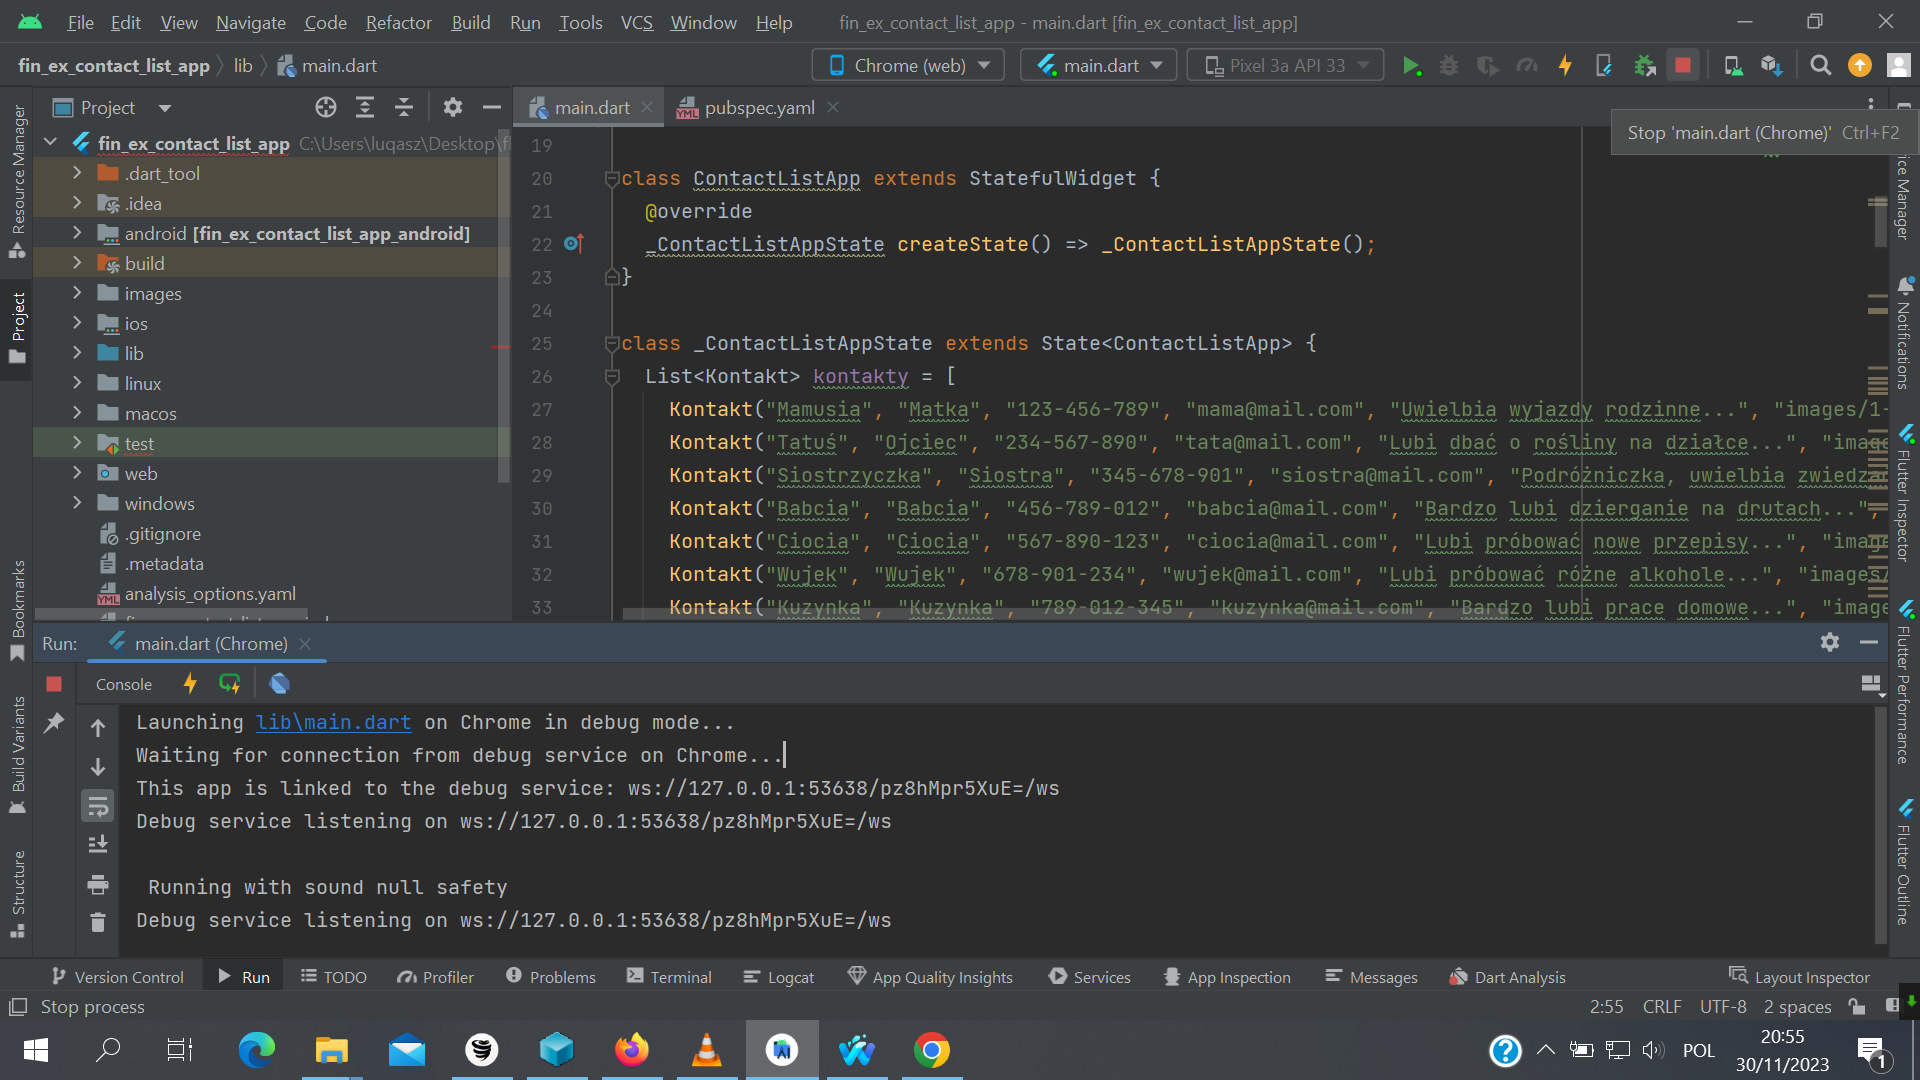 File Edit View Navigate Code Refactor Build Run Tools VCS Window Help fin_ex_contact_list_app - main.dart [fin_ex_contact_list_app]
fin_ex_contact_list_app lib main.dart Chrome (web) main.dart Pixel 3a API 33
Project main.dart pubspec.yaml
Stop 'main.dart (Chrome)' Ctrl+F2
fin_ex_contact_list_app C:\Users\luqasz\Desktop\
.dart_tool
.idea
android [fin_ex_contact_list_app_android]
build
images
ios
lib
linux
macos
test
web
windows
.gitignore
.metadata
analysis_options.yaml
19
20 class ContactListApp extends StatefulWidget {
21 @override
22 _ContactListAppState createState() => _ContactListAppState();
23 }
24
25 class _ContactListAppState extends State<ContactListApp> {
26 List<Kontakt> kontakty = [
27 Kontakt("Mamusia", "Matka", "123-456-789", "mama@mail.com", "Uwielbia wyjazdy rodzinne...", "images/1-
28 Kontakt("Tatuś", "Ojciec", "234-567-890", "tata@mail.com", "Lubi dbać o rośliny na działce...", "imag
29 Kontakt("Siostrzyczka", "Siostra", "345-678-901", "siostra@mail.com", "Podróżniczka, uwielbia zwiedza
30 Kontakt("Babcia", "Babcia", "456-789-012", "babcia@mail.com", "Bardzo lubi dzierganie na drutach...",
31 Kontakt("Ciocia", "Ciocia", "567-890-123", "ciocia@mail.com", "Lubi próbować nowe przepisy...", "imag
32 Kontakt("Wujek", "Wujek", "678-901-234", "wujek@mail.com", "Lubi próbować różne alkohole...", "images/
33 Kontakt("Kuzynka", "Kuzynka", "789-012-345", "kuzynka@mail.com", "Bardzo lubi prace domowe...", "image
Resource Manager
Project
Bookmarks
Build Variants
Structure
Notifications
Flutter Inspector
Flutter Performance
Flutter Outline
Run: main.dart (Chrome)
Console
Launching lib\main.dart on Chrome in debug mode...
Waiting for connection from debug service on Chrome...
This app is linked to the debug service: ws://127.0.0.1:53638/pz8hMpr5XuE=/ws
Debug service listening on ws://127.0.0.1:53638/pz8hMpr5XuE=/ws
Running with sound null safety
Debug service listening on ws://127.0.0.1:53638/pz8hMpr5XuE=/ws
Version Control Run TODO Profiler Problems Terminal Logcat App Quality Insights Services App Inspection Messages Dart Analysis Layout Inspector
Stop process 2:55 CRLF UTF-8 2 spaces
POL 20:55
30/11/2023 1